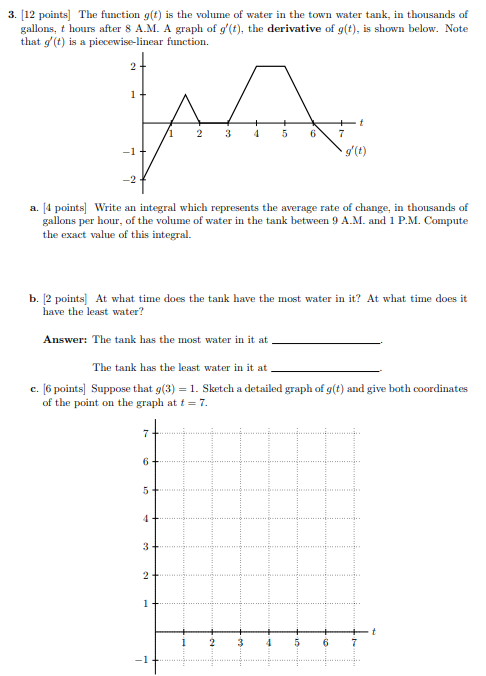 3. [12 points] The function g(t) is the volume of water in the town water tank, in thousands of
gallons, t hours after 8 A.M. A graph of g′(t), the derivative of g(t), is shown below. Note
that g′(t) is a piecewise-linear function.
2
1
t
1 2 3 4 5 6 7
−1
g′(t)
−2
a. [4 points] Write an integral which represents the average rate of change, in thousands of
gallons per hour, of the volume of water in the tank between 9 A.M. and 1 P.M. Compute
the exact value of this integral.
b. [2 points] At what time does the tank have the most water in it? At what time does it
have the least water?
Answer: The tank has the most water in it at ____________.
The tank has the least water in it at ____________.
c. [6 points] Suppose that g(3) = 1. Sketch a detailed graph of g(t) and give both coordinates
of the point on the graph at t = 7.
7
6
5
4
3
2
1
t
1 2 3 4 5 6 7
−1